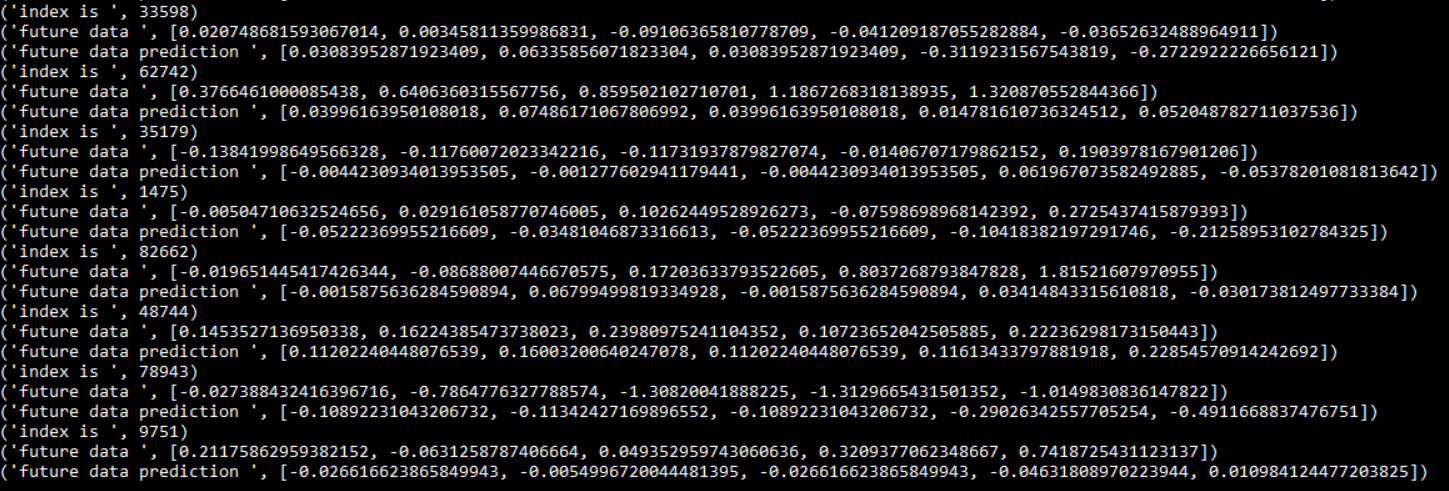 ('index is ', 33598)
('future data ', [0.020748681593067014, 0.00345811359986831, -0.09106365810778709, -0.041209187055282884, -0.03652632488964911])
('future data prediction ', [0.03083952871923409, 0.06335856071823304, 0.03083952871923409, -0.3119231567543819, -0.2722922226656121])
('index is ', 62742)
('future data ', [0.3766461000085438, 0.6406360315567756, 0.859502102710701, 1.1867268318138935, 1.320870552844366])
('future data prediction ', [0.03996163950108018, 0.07486171067806992, 0.03996163950108018, 0.014781610736324512, 0.052048782711037536])
('index is ', 35179)
('future data ', [-0.13841998649566328, -0.11760072023342216, -0.11731937879827074, -0.01406707179862152, 0.1903978167901206])
('future data prediction ', [-0.0044230934013953505, -0.001277602941179441, -0.0044230934013953505, 0.061967073582492885, -0.05378201081813642])
('index is ', 1475)
('future data ', [-0.00504710632524656, 0.029161058770746005, 0.10262449528926273, -0.07598698968142392, 0.2725437415879393])
('future data prediction ', [-0.05222369955216609, -0.03481046873316613, -0.05222369955216609, -0.10418382197291746, -0.21258953102784325])
('index is ', 82662)
('future data ', [-0.019651445417426344, -0.08688007446670575, 0.17203633793522605, 0.8037268793847828, 1.81521607970955])
('future data prediction ', [-0.0015875636284590894, 0.06799499819334928, -0.0015875636284590894, 0.03414843315610818, -0.030173812497733384])
('index is ', 48744)
('future data ', [0.1453527136950338, 0.16224385473738023, 0.23980975241104352, 0.10723652042505885, 0.22236298173150443])
('future data prediction ', [0.11202240448076539, 0.16003200640247078, 0.11202240448076539, 0.11613433797881918, 0.22854570914242692])
('index is ', 78943)
('future data ', [-0.027388432416396716, -0.7864776327788574, -1.30820041888225, -1.3129665431501352, -1.0149830836147822])
('future data prediction ', [-0.10892231043206732, -0.11342427169896552, -0.10892231043206732, -0.29026342557705254, -0.4911668837476751])
('index is ', 9751)
('future data ', [0.21175862959382152, -0.0631258787406664, 0.049352959743060636, 0.3209377062348667, 0.7418725431123137])
('future data prediction ', [-0.026616623865849943, -0.0054996720044481395, -0.026616623865849943, -0.04631808970223944, 0.010984124477203825])